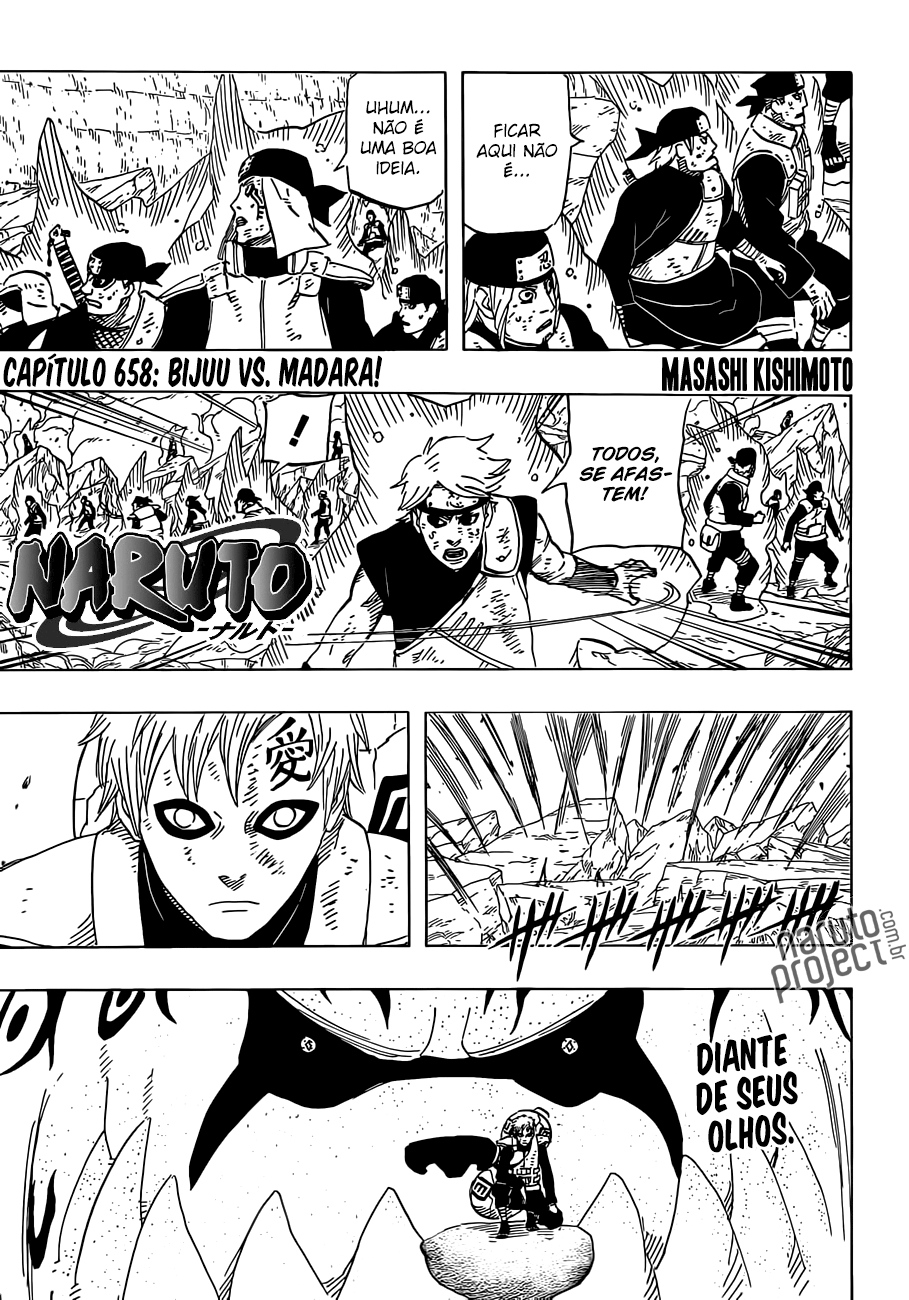 FICAR
AQUI NÃO
É...
UHUM...
NÃO É
UMA BOA
IDEIA.
CAPÍTULO 658: BIJUU VS. MADARA!
MASASHI KISHIMOTO
TODOS,
SE AFAS-
TEM!
!
NARUTO
-ナルト-
愛
naruto
project
.com.br
DIANTE
DE SEUS
OLHOS.